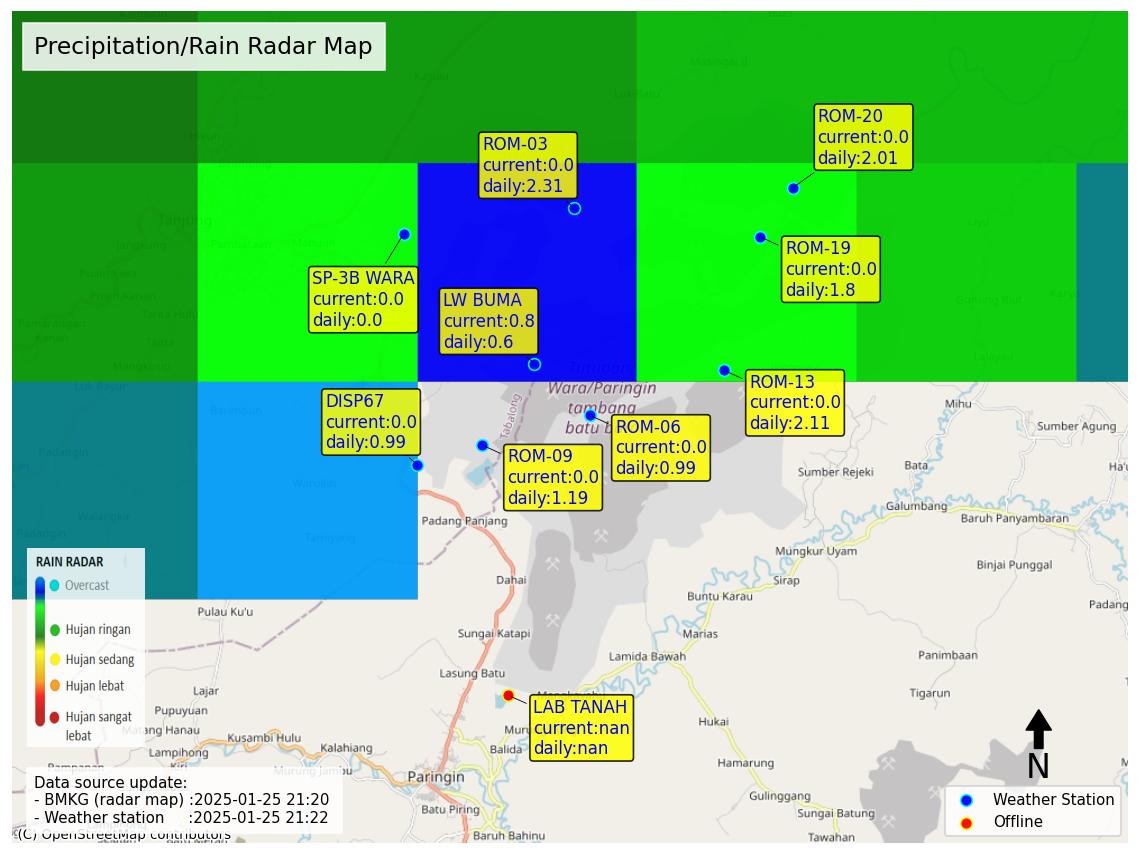 Precipitation/Rain Radar Map
ROM-20
current:0.0
daily:2.01
ROM-03
current:0.0
daily:2.31
ROM-19
current:0.0
daily:1.8
SP-3B WARA
current:0.0
daily:0.0
LW BUMA
current:0.8
daily:0.6
ROM-13
current:0.0
daily:2.11
DISP67
current:0.0
daily:0.99
ROM-06
current:0.0
daily:0.99
ROM-09
current:0.0
daily:1.19
LAB TANAH
current:nan
daily:nan
Tanjung
Wara/Paringin
tambang
batu b
Tabalong
Mihu
Sumber Agung
Bata
Sumber Rejeki
Galumbang
Baruh Panyambaran
Padang Panjang
Mungkur Uyam
Binjai Punggal
Dahai
Sirap
Buntu Karau
Padang
Pulau Ku'u
Sungai Katapi
Marias
Lamida Bawah
Panimbaan
Lasung Batu
Tigarun
Lajar
Pupuyuan
Matang Hanau
Hukai
Kusambi Hulu
Kalahiang
Lampihong
Balida
Murung Jambu
Hamarung
Paringin
Gulinggang
Batu Piring
Sungai Batung
Baruh Bahinu
Tawahan
RAIN RADAR
Overcast
Hujan ringan
Hujan sedang
Hujan lebat
Hujan sangat
lebat
Data source update:
- BMKG (radar map) :2025-01-25 21:20
- Weather station :2025-01-25 21:22
(C) OpenStreetMap contributors
N
Weather Station
Offline